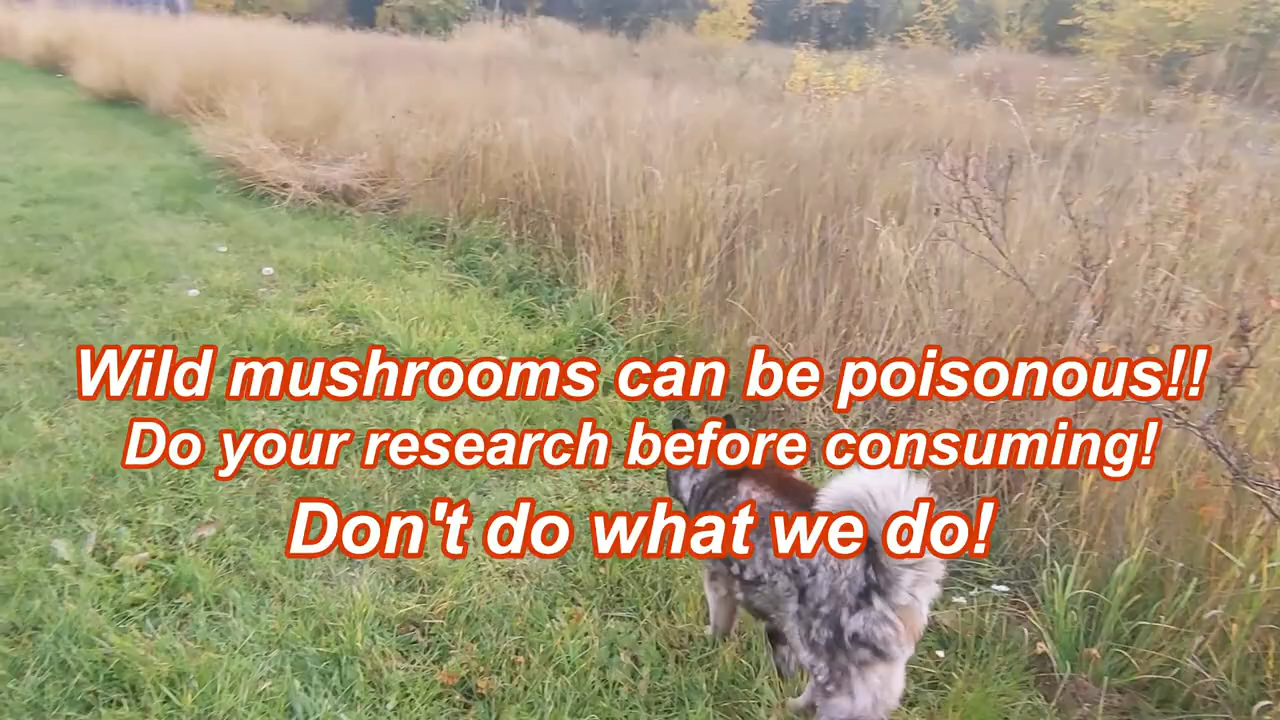 Wild mushrooms can be poisonous!!
Do your research before consuming!
Don't do what we do!